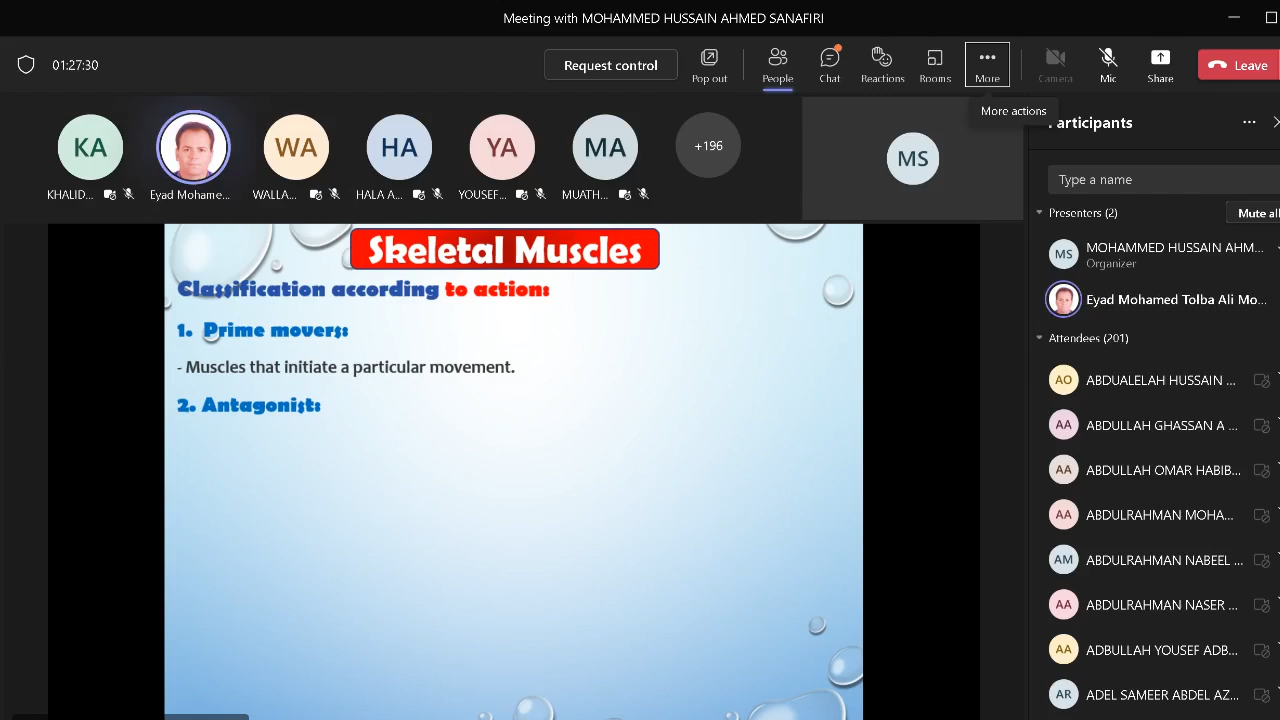 Meeting with MOHAMMED HUSSAIN AHMED SANAFIRI
01:27:30
Request control
Pop out
People
Chat
Reactions
Rooms
More
Camera
Mic
Share
Leave
More actions
KA
WA
HA
YA
MA
+196
MS
KHALID...
Eyad Mohame...
WALLA...
HALA A...
YOUSEF...
MUATH...
Participants
Type a name
Presenters (2)
Mute all
MS
MOHAMMED HUSSAIN AHM...
Organizer
Eyad Mohamed Tolba Ali Mo...
Attendees (201)
AO
ABDUALELAH HUSSAIN ...
AA
ABDULLAH GHASSAN A ...
AA
ABDULLAH OMAR HABIB...
AA
ABDULRAHMAN MOHA...
AM
ABDULRAHMAN NABEEL ...
AA
ABDULRAHMAN NASER ...
AA
ADBULLAH YOUSEF ADB...
AR
ADEL SAMEER ABDEL AZ...
Skeletal Muscles
Classification according to action:
1. Prime movers:
- Muscles that initiate a particular movement.
2. Antagonist: